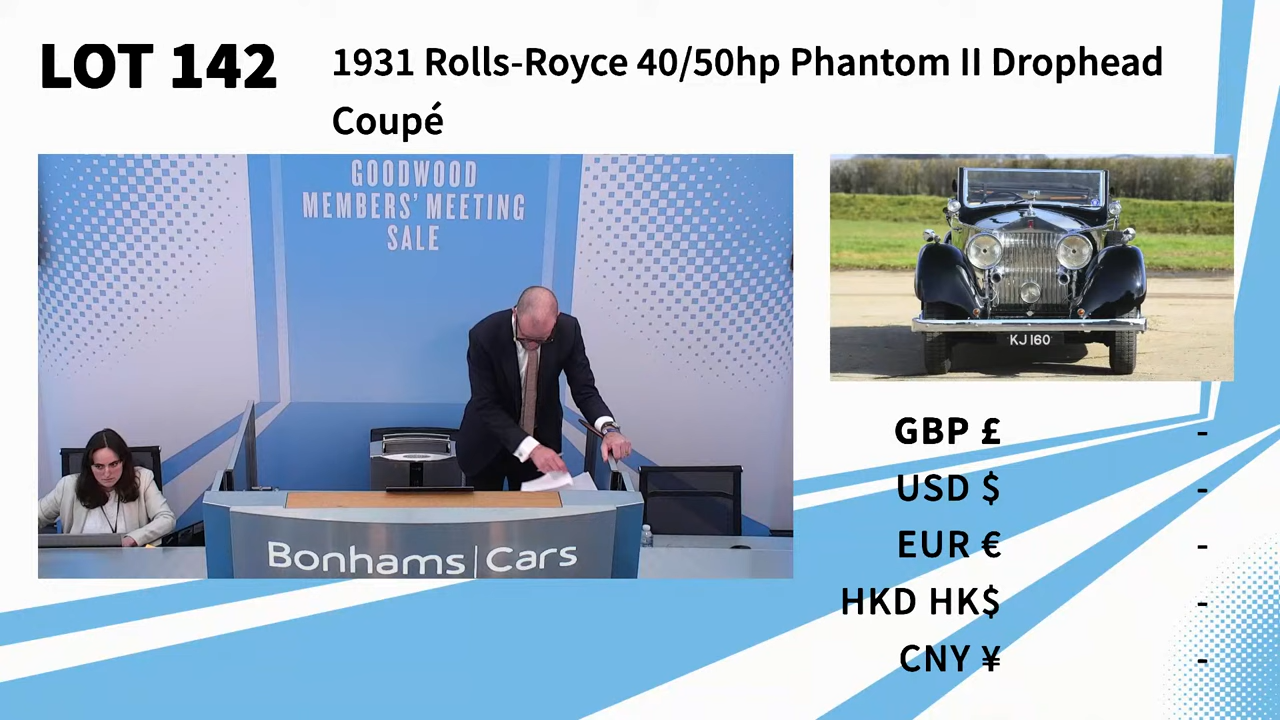 LOT 142
1931 Rolls-Royce 40/50hp Phantom II Drophead
Coupé
GOODWOOD
MEMBERS' MEETING
SALE
Bonhams|Cars
KJ 160
GBP £ -
USD $ -
EUR € -
HKD HK$ -
CNY ¥ -